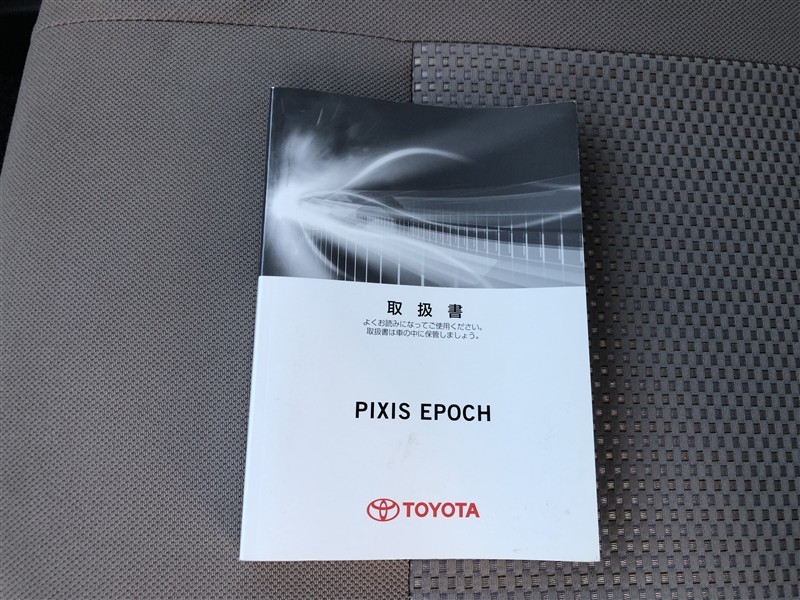 取扱書
よくお読みになってご使用ください。
取扱書は車の中に保管しましょう。
PIXIS EPOCH
TOYOTA